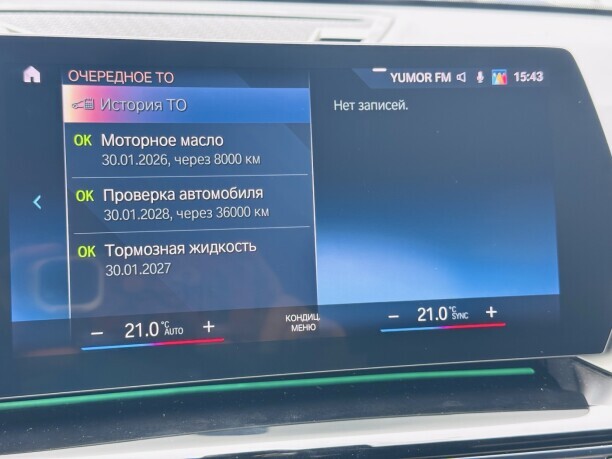 ОЧЕРЕДНОЕ ТО
YUMOR FM 15:43
История ТО
Нет записей.
OK Моторное масло
30.01.2026, через 8000 км
OK Проверка автомобиля
30.01.2028, через 36000 км
OK Тормозная жидкость
30.01.2027
− 21.0 °C AUTO +
КОНДИЦ.
МЕНЮ
− 21.0 °C SYNC +